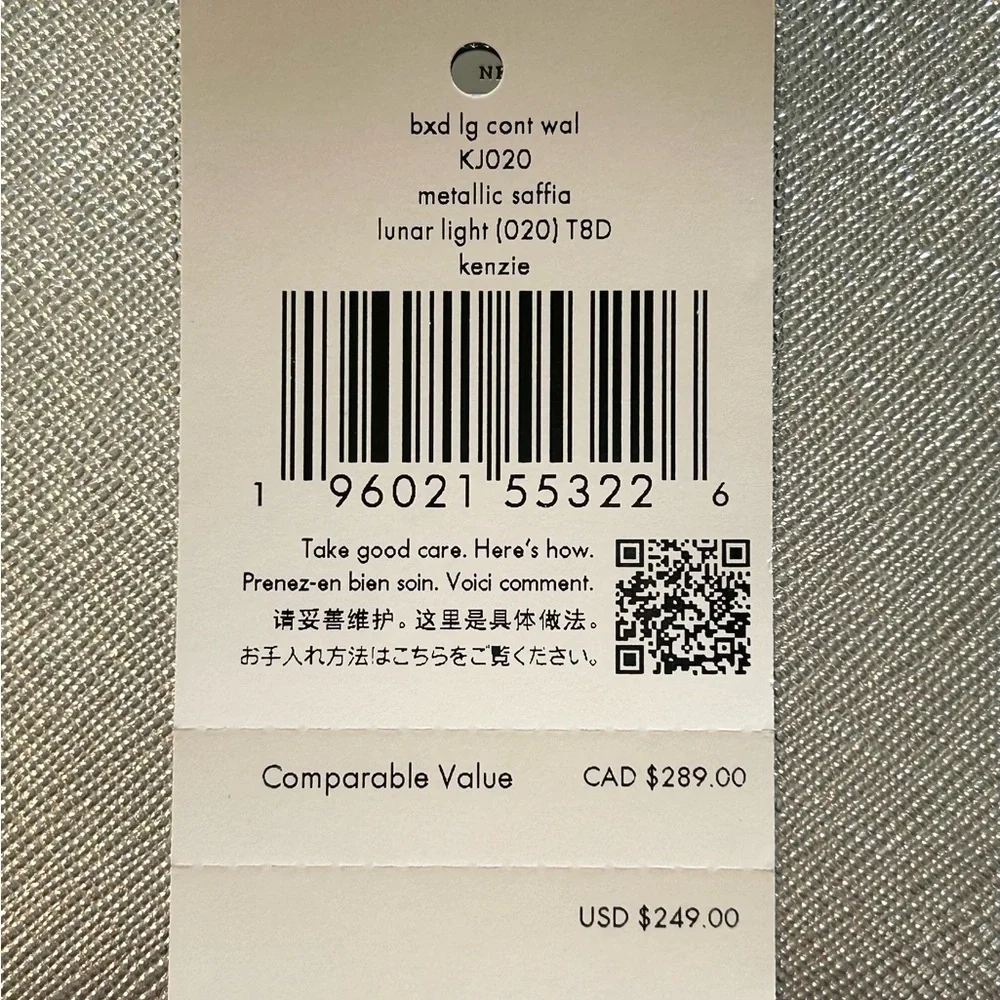 NE
bxd lg cont wal
KJ020
metallic saffia
lunar light (020) T8D
kenzie
1 96021 55322 6
Take good care. Here's how.
Prenez-en bien soin. Voici comment.
请妥善维护。这里是具体做法。
お手入れ方法はこちらをご覧ください。
Comparable Value CAD $289.00
USD $249.00